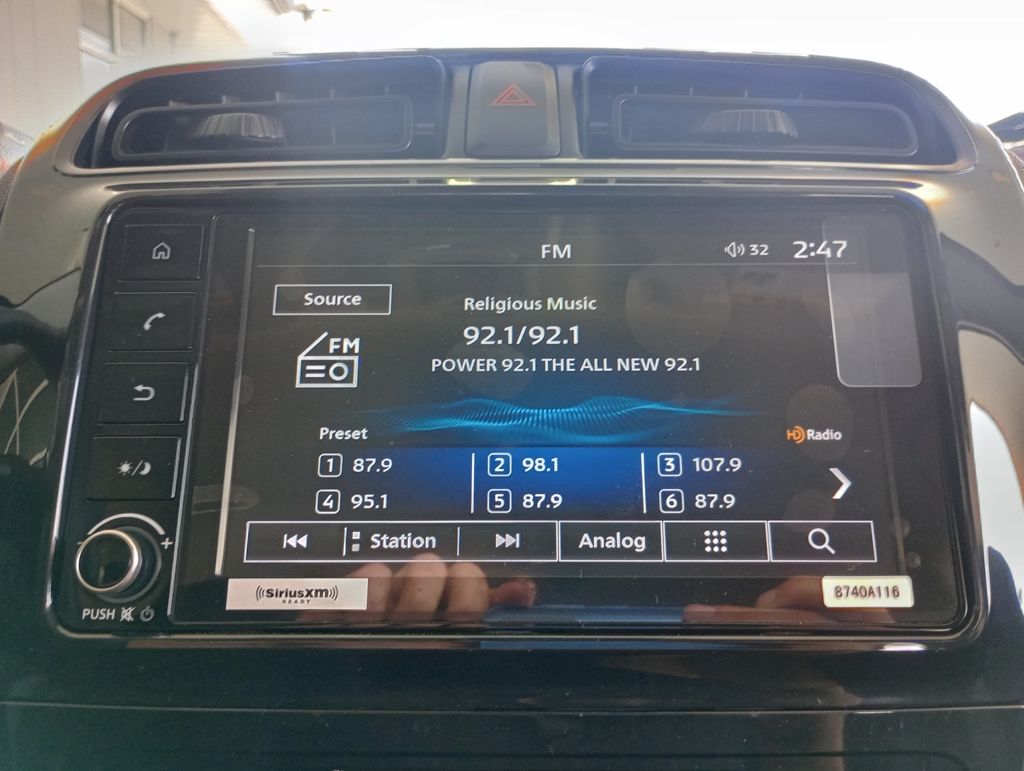 FM 32 2:47
Source
Religious Music
92.1/92.1
FM
POWER 92.1 THE ALL NEW 92.1
Preset
HD Radio
1 87.9 2 98.1 3 107.9
4 95.1 5 87.9 6 87.9
Station Analog
- +
PUSH
((SiriusXM))
READY
8740A116